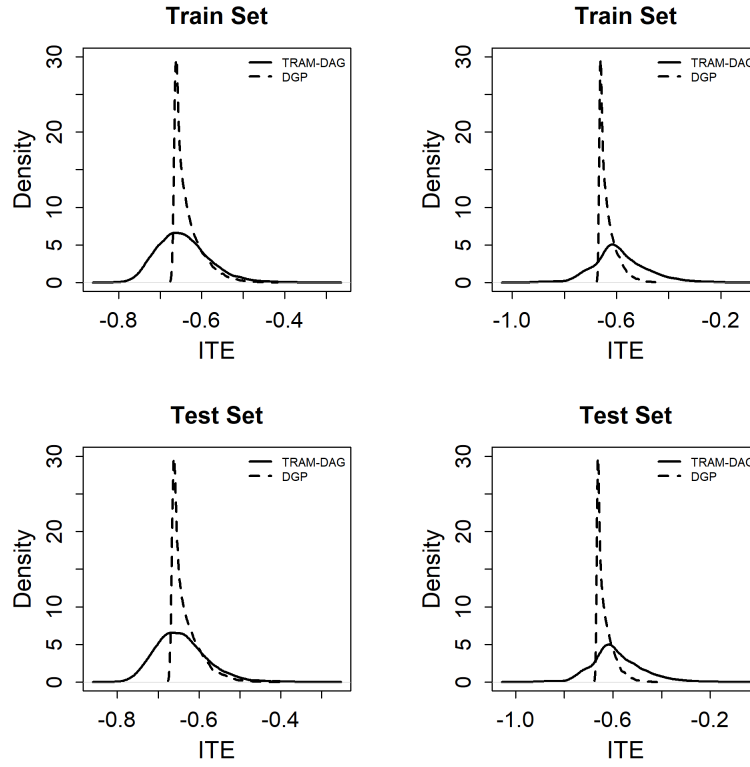 Train Set
Density
0
5
10
20
30
-0.8
-0.6
-0.4
ITE
TRAM-DAG
DGP
Train Set
Density
0
5
10
20
30
-1.0
-0.6
-0.2
ITE
TRAM-DAG
DGP
Test Set
Density
0
5
10
20
30
-0.8
-0.6
-0.4
ITE
TRAM-DAG
DGP
Test Set
Density
0
5
10
20
30
-1.0
-0.6
-0.2
ITE
TRAM-DAG
DGP